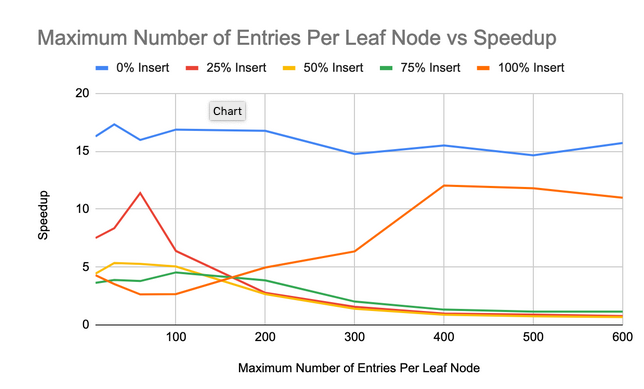 Maximum Number of Entries Per Leaf Node vs Speedup
0% Insert 25% Insert 50% Insert 75% Insert 100% Insert
20
Chart
15
Speedup
10
5
0
100 200 300 400 500 600
Maximum Number of Entries Per Leaf Node